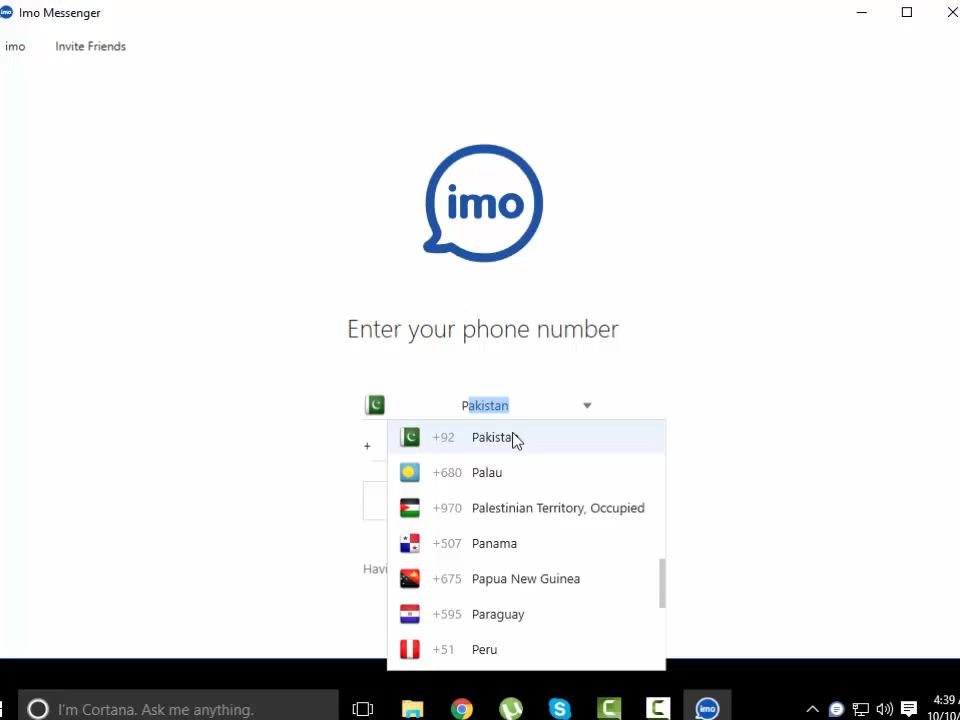 imo Imo Messenger
imo Invite Friends
imo
Enter your phone number
Pakistan
+
+92 Pakista
+680 Palau
+970 Palestinian Territory, Occupied
+507 Panama
+675 Papua New Guinea
+595 Paraguay
+51 Peru
Havi
I'm Cortana. Ask me anything.
imo
4:39
10/10/